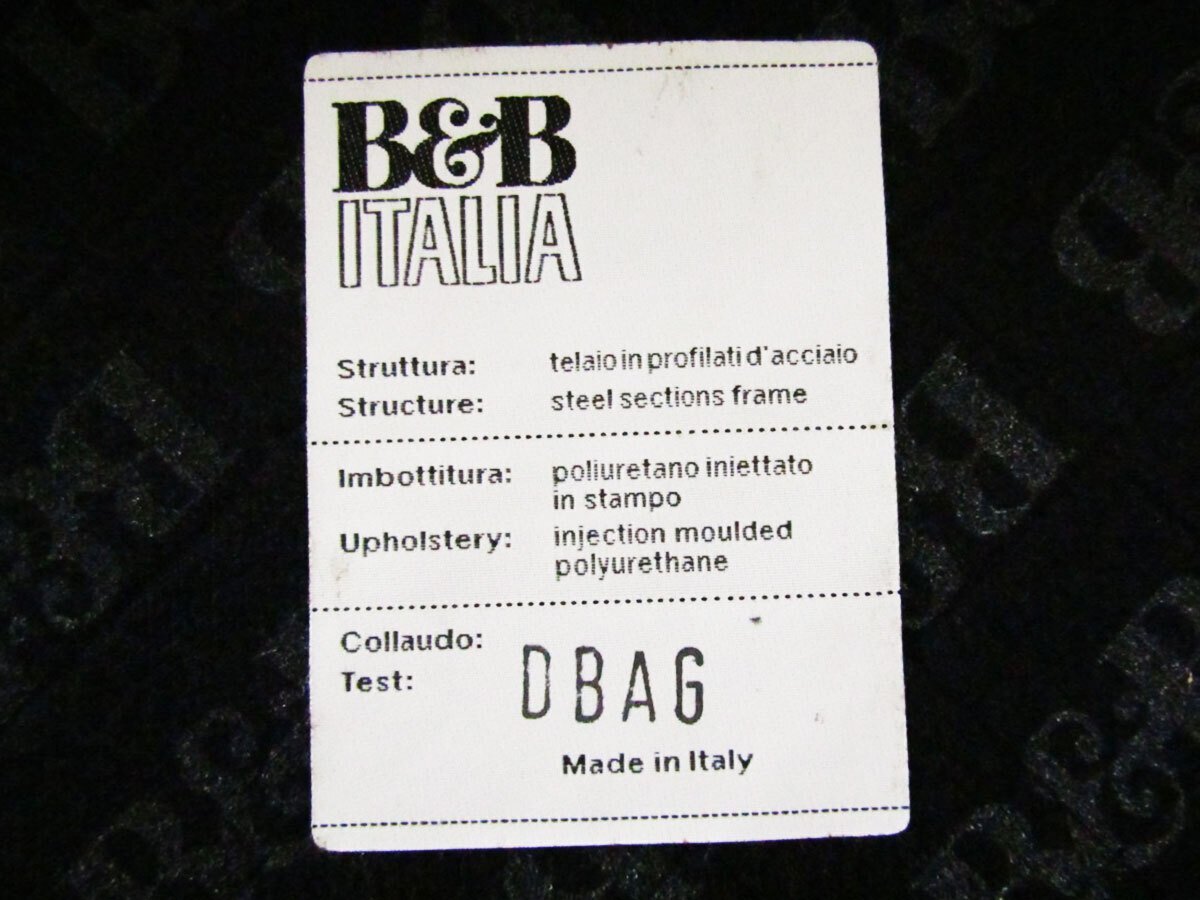 B&B
ITALIA
Struttura: telaio in profilati d'acciaio
Structure: steel sections frame
Imbottitura: poliuretano iniettato
in stampo
Upholstery: injection moulded
polyurethane
Collaudo:
Test: DBAG
Made in Italy